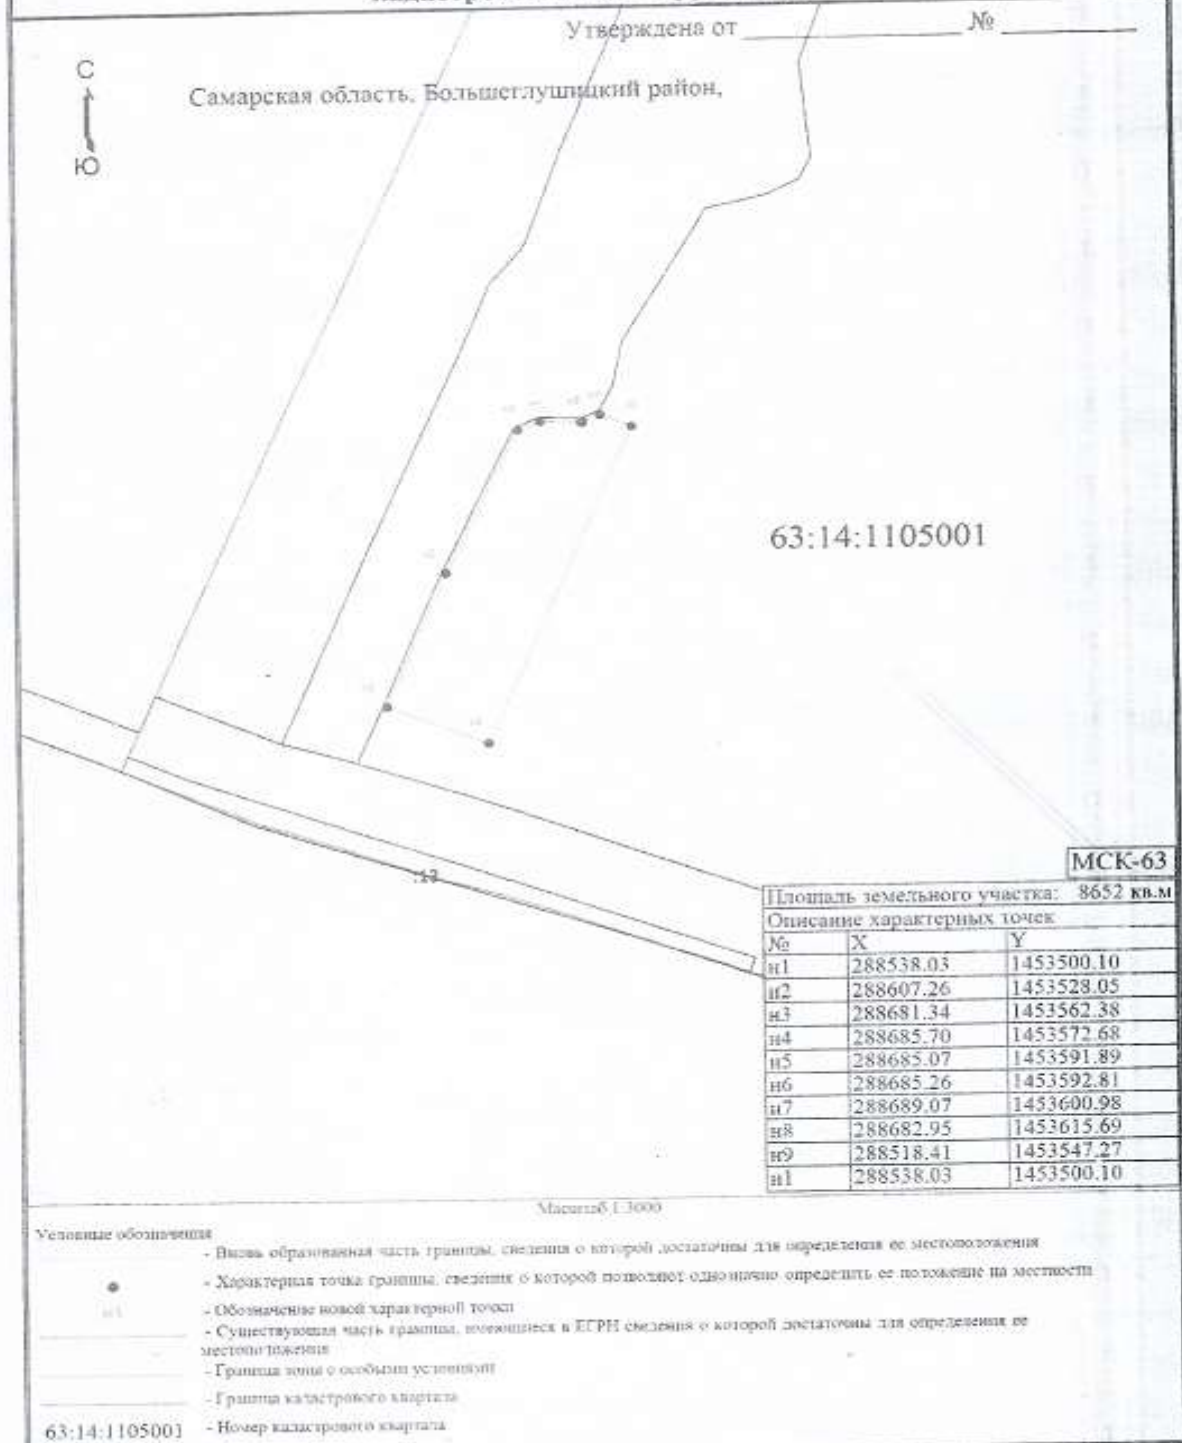 Утверждена от ____________ № ____________
С
Самарская область, Большеглушицкий район,
Ю
63:14:1105001
:13
МСК-63
Площадь земельного участка: 8652 кв.м
Описание характерных точек
№ X Y
н1 288538.03 1453500.10
н2 288607.26 1453528.05
н3 288681.34 1453562.38
н4 288685.70 1453572.68
н5 288685.07 1453591.89
н6 288685.26 1453592.81
н7 288689.07 1453600.98
н8 288682.95 1453615.69
н9 288518.41 1453547.27
н1 288538.03 1453500.10
Масштаб 1:3000
Условные обозначения
- Вновь образованная часть границы, сведения о которой достаточны для определения ее местоположения
- Характерная точка границы, сведения о которой позволяют однозначно определить ее положение на местности
н1 - Обозначение новой характерной точки
- Существующая часть границы, имеющиеся в ЕГРН сведения о которой достаточны для определения ее
местоположения
- Граница зоны с особыми условиями
- Граница кадастрового квартала
63:14:1105001 - Номер кадастрового квартала